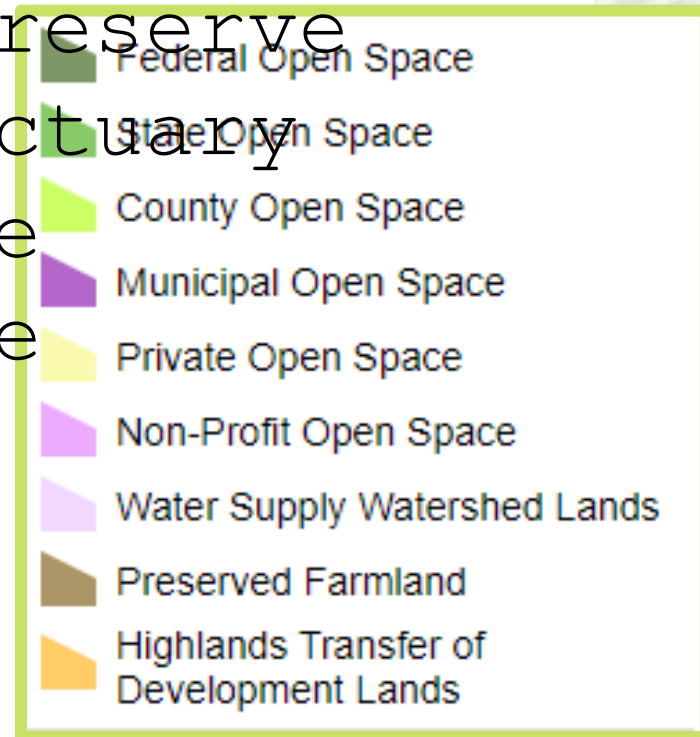 reserve
Federal Open Space
ctuary
State Open Space
County Open Space
e
Municipal Open Space
e
Private Open Space
Non-Profit Open Space
Water Supply Watershed Lands
Preserved Farmland
Highlands Transfer of
Development Lands